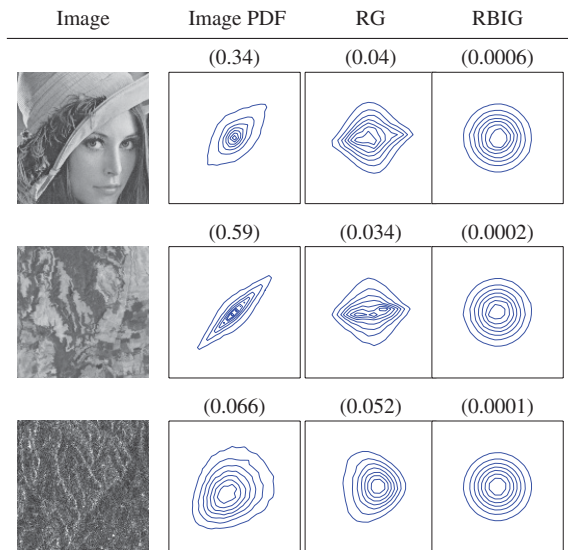 Image Image PDF RG RBIG
(0.34) (0.04) (0.0006)
(0.59) (0.034) (0.0002)
(0.066) (0.052) (0.0001)